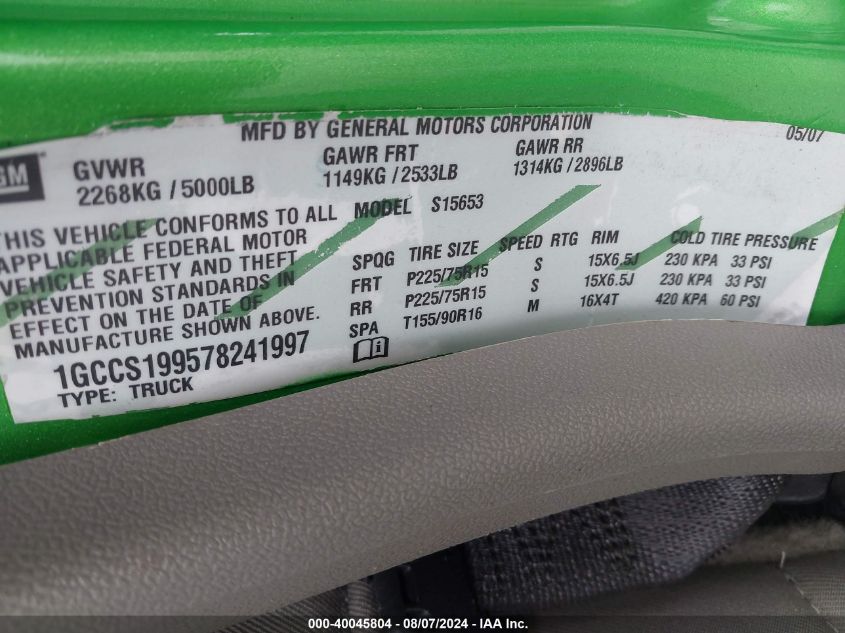 MFD BY GENERAL MOTORS CORPORATION 05/07
GM
GVWR GAWR FRT GAWR RR
2268KG / 5000LB 1149KG / 2533LB 1314KG / 2896LB
THIS VEHICLE CONFORMS TO ALL
APPLICABLE FEDERAL MOTOR
VEHICLE SAFETY AND THEFT
PREVENTION STANDARDS IN
EFFECT ON THE DATE OF
MANUFACTURE SHOWN ABOVE.
MODEL S15653
SPQG TIRE SIZE SPEED RTG RIM COLD TIRE PRESSURE
FRT P225/75R15 S 15X6.5J 230 KPA 33 PSI
RR P225/75R15 S 15X6.5J 230 KPA 33 PSI
SPA T155/90R16 M 16X4T 420 KPA 60 PSI
1GCCS199578241997
TYPE: TRUCK
000-40045804 - 08/07/2024 - IAA Inc.